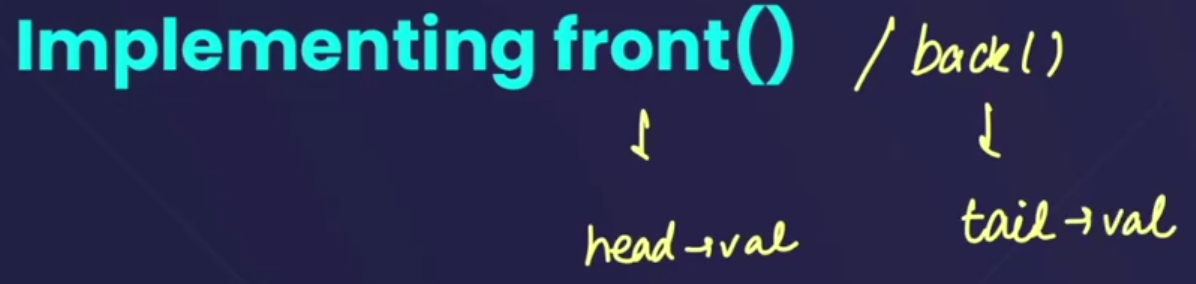 Implementing front() / back()
↓ ↓
head→val tail→val